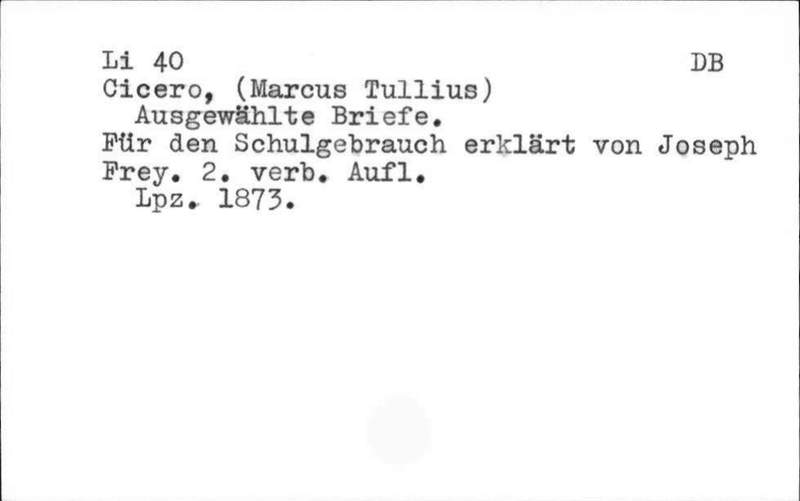 Li 40 DB
Cicero, (Marcus Tullius)
Ausgewählte Briefe.
Für den Schulgebrauch erklärt von Joseph
Frey. 2. verb. Aufl.
Lpz. 1873.